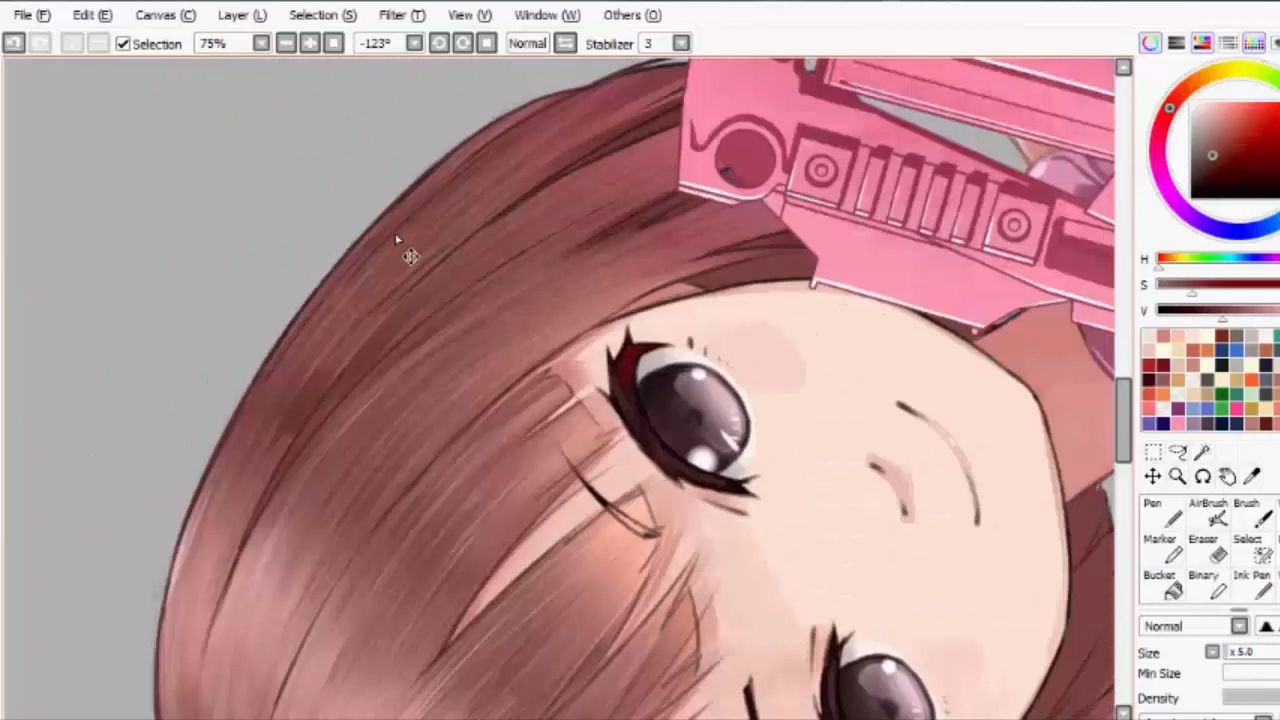 File (F) Edit (E) Canvas (C) Layer (L) Selection (S) Filter (T) View (V) Window (W) Others (O)
Selection 75% -123° Normal Stabilizer 3
H
S
V
Pen AirBrush Brush
Marker Eraser Select
Bucket Binary Ink Pen
Normal
Size x 5.0
Min Size
Density